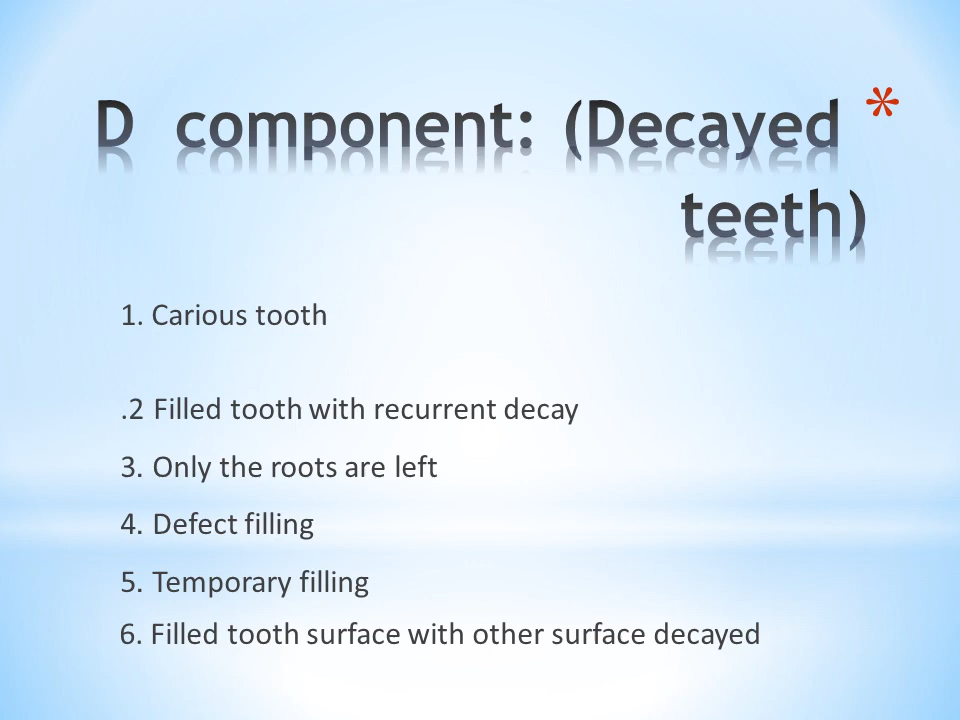 D component: (Decayed *
teeth)
1. Carious tooth
.2 Filled tooth with recurrent decay
3. Only the roots are left
4. Defect filling
5. Temporary filling
6. Filled tooth surface with other surface decayed